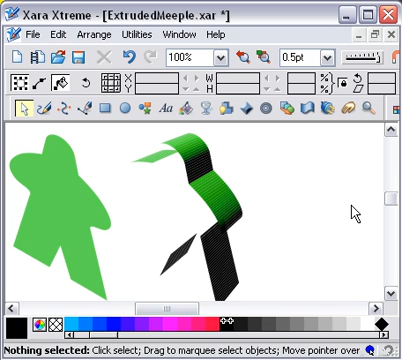 Xara Xtreme - [ExtrudedMeeple.xar *]
File Edit Arrange Utilities Window Help
100% 0.5pt
X
Y
W
H
%
%
Aa
Nothing selected: Click select; Drag to marquee select objects; Move pointer over